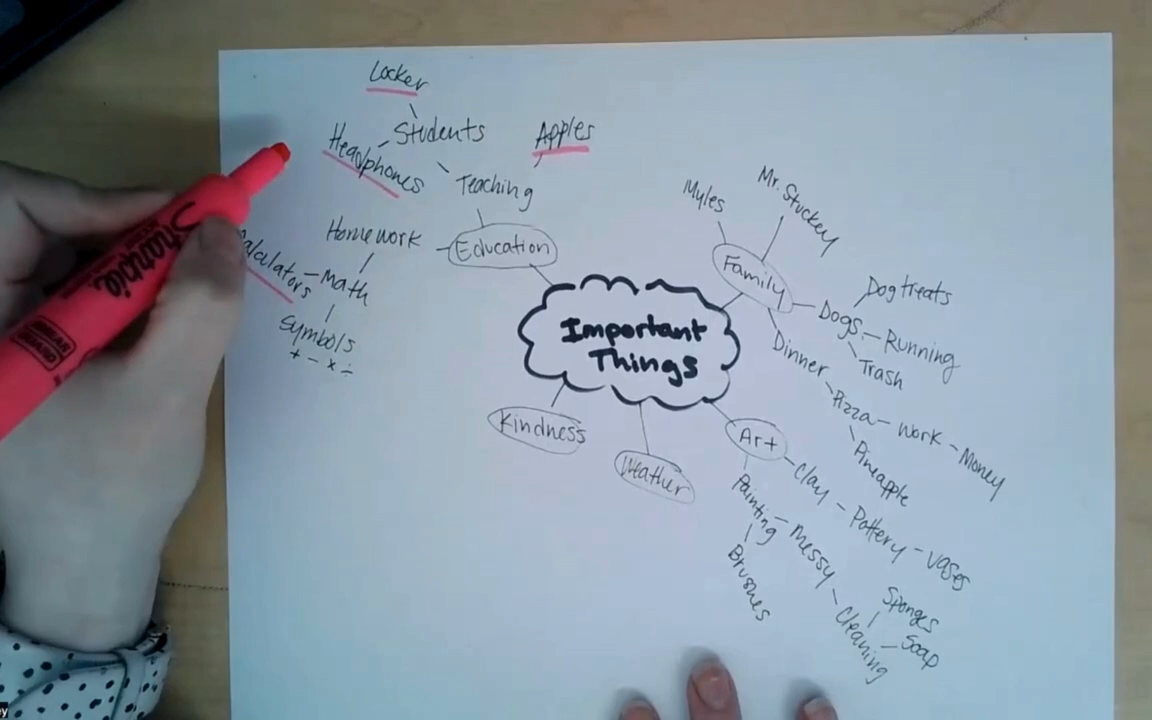 Locker
Students
Headphones
Apples
Teaching
Homework
Education
Calculators
Math
Symbols
+ - x ÷
Important
Things
Myles
Mr. Stuckey
Family
Dog treats
Dogs
Running
Trash
Dinner
Pizza
Work
Money
Pineapple
Kindness
Weather
Art
Clay
Pottery
Vases
Painting
Messy
Brushes
Cleaning
Sponges
Soap
Sharpie